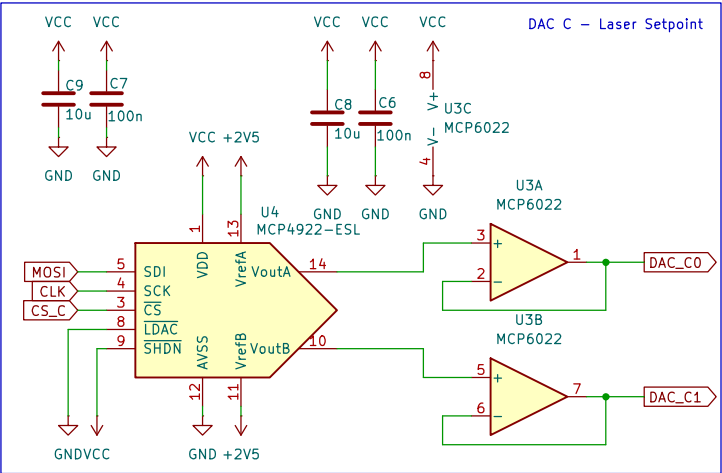 VCC VCC VCC VCC VCC DAC C – Laser Setpoint
C9 C7 C8 C6 8 V+ U3C
10u 100n 10u 100n V- MCP6022
4
GND GND GND GND GND
VCC +2V5
U3A
MCP6022
1 13 U4
MCP4922-ESL
3 + 1 DAC_C0
2 -
MOSI 5 SDI VDD VrefA VoutA 14
CLK 4 SCK
CS_C 3 CS
8 LDAC
9 SHDN AVSS VrefB VoutB 10
U3B
MCP6022
12 11
5 + 7 DAC_C1
6 -
GND VCC GND +2V5